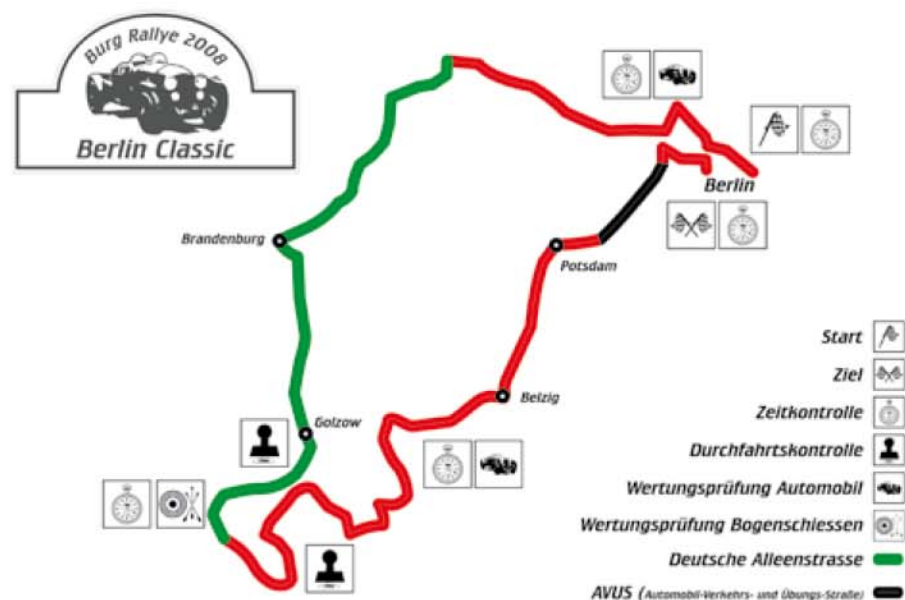 Burg Rallye 2008
Berlin Classic
Berlin
Brandenburg
Potsdam
Belzig
Golzow
Start
Ziel
Zeitkontrolle
Durchfahrtskontrolle
Wertungsprüfung Automobil
Wertungsprüfung Bogenschiessen
Deutsche Alleenstrasse
AVUS (Automobil-Verkehrs- und Übungs-Straße)